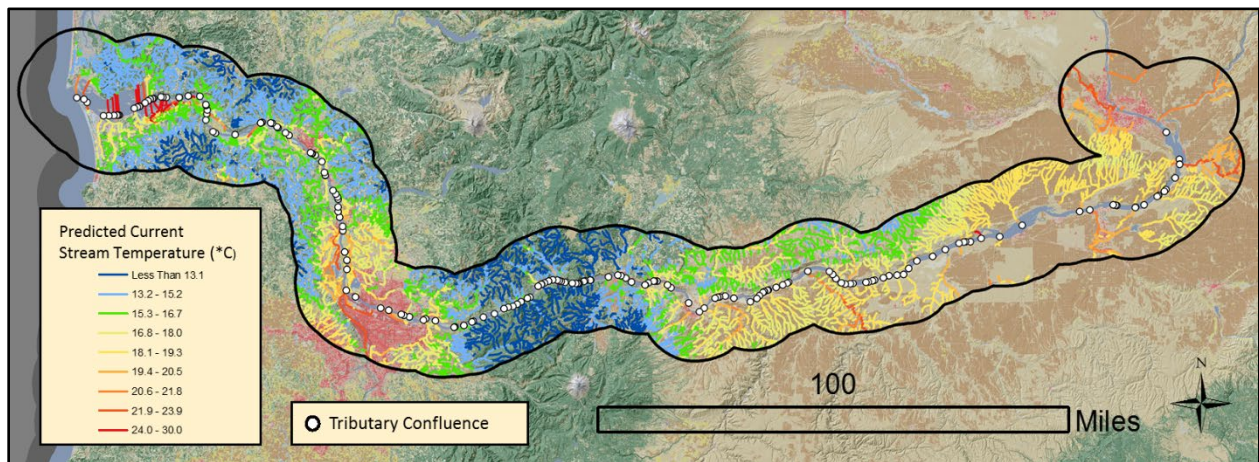 Predicted Current
Stream Temperature (*C)
Less Than 13.1
13.2 - 15.2
15.3 - 16.7
16.8 - 18.0
18.1 - 19.3
19.4 - 20.5
20.6 - 21.8
21.9 - 23.9
24.0 - 30.0
Tributary Confluence
100
Miles
N